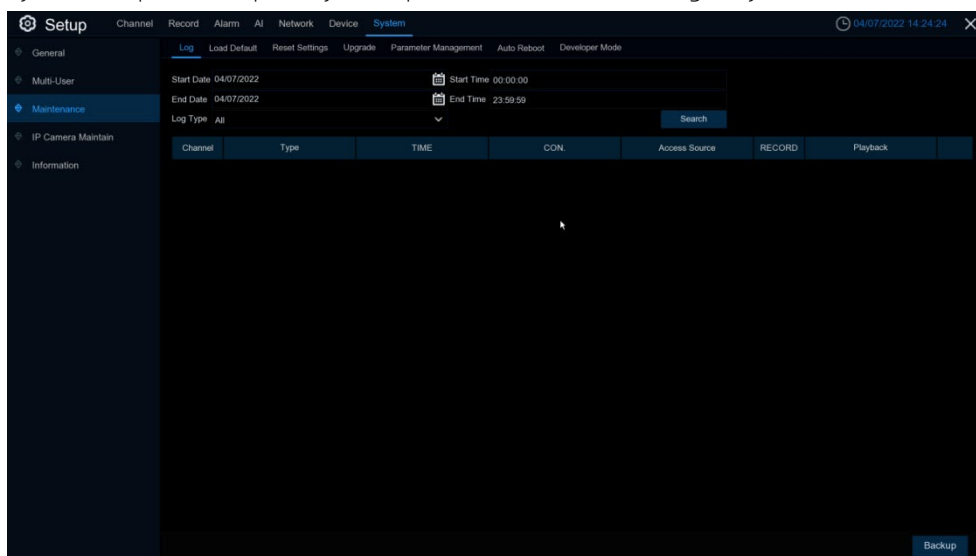 Setup Channel Record Alarm AI Network Device System 04/07/2022 14:24:24
Log Load Default Reset Settings Upgrade Parameter Management Auto Reboot Developer Mode
General
Multi-User
Maintenance
IP Camera Maintain
Information
Start Date 04/07/2022 Start Time 00:00:00
End Date 04/07/2022 End Time 23:59:59
Log Type All Search
Channel Type TIME CON. Access Source RECORD Playback
Backup